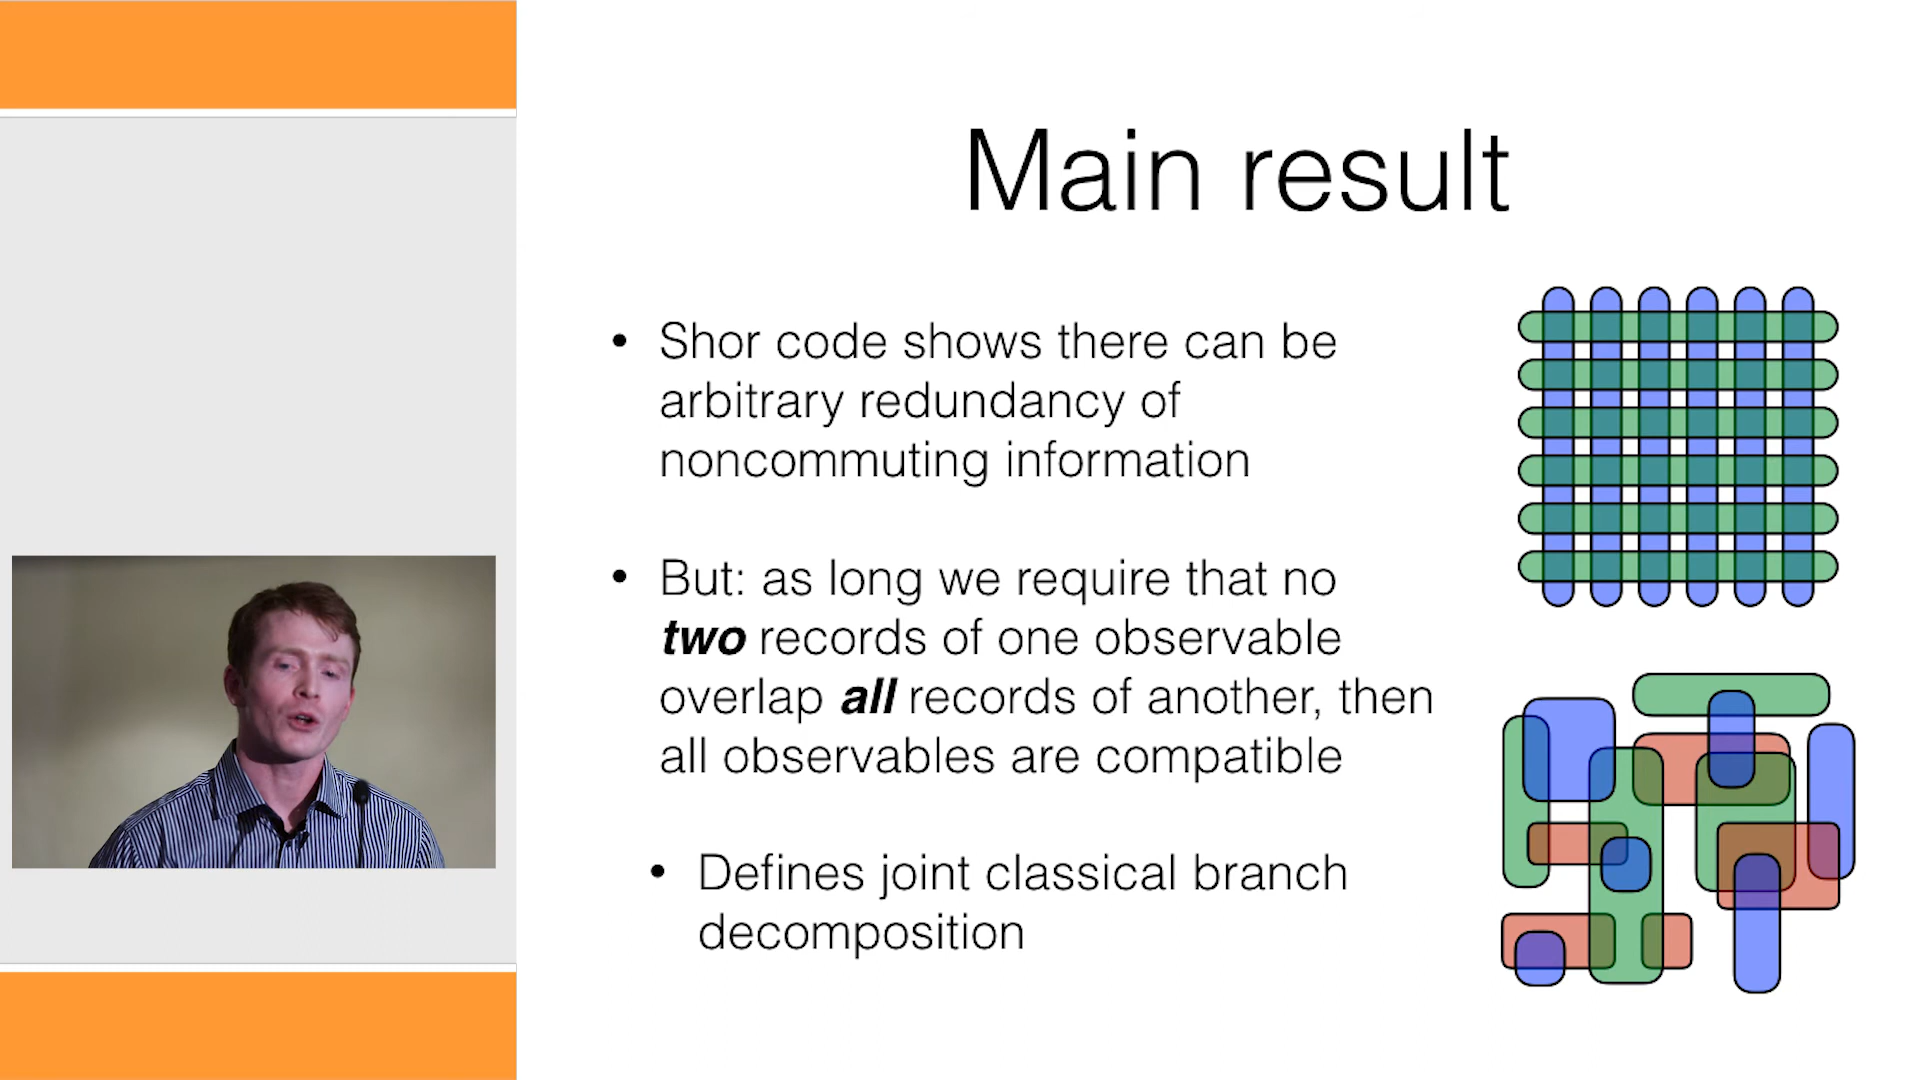 Main result
• Shor code shows there can be
arbitrary redundancy of
noncommuting information
• But: as long we require that no
two records of one observable
overlap all records of another, then
all observables are compatible
• Defines joint classical branch
decomposition